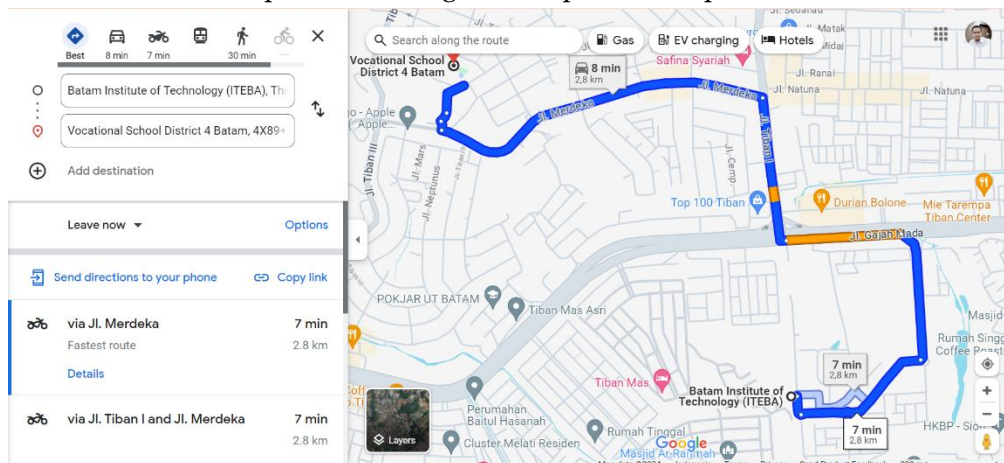 Best
8 min
7 min
30 min
Batam Institute of Technology (ITEBA), Th
Vocational School District 4 Batam, 4X89+
Add destination
Leave now
Options
Send directions to your phone
Copy link
via Jl. Merdeka
7 min
Fastest route
2.8 km
Details
via Jl. Tiban I and Jl. Merdeka
7 min
2.8 km
Search along the route
Gas
EV charging
Hotels
Vocational School
District 4 Batam
8 min
2,8 km
Safina Syariah
Jl. Merdeko
Jl. Merdeko
Jl. Ranai
Jl. Natuna
Jl. Natuna
Jl. Tiban I
Jl. Tiban III
Jl. Mars
Jl. Neptunus
Jl. Cemp
Top 100 Tiban
Durian Bolone
Mie Tarempa
Tiban Center
Jl. Gajah Mada
POKJAR UT BATAM
Tiban Mas Asri
Masjid
Rumah Singg
Coffee Roast
7 min
2,8 km
Tiban Mas
Batam Institute of
Technology (ITEBA)
7 min
2,8 km
Perumahan
Baitul Hasanah
Rumah Tinggal
Cluster Melati Residen
Google
Masjid Ar-Rahmah
Layers